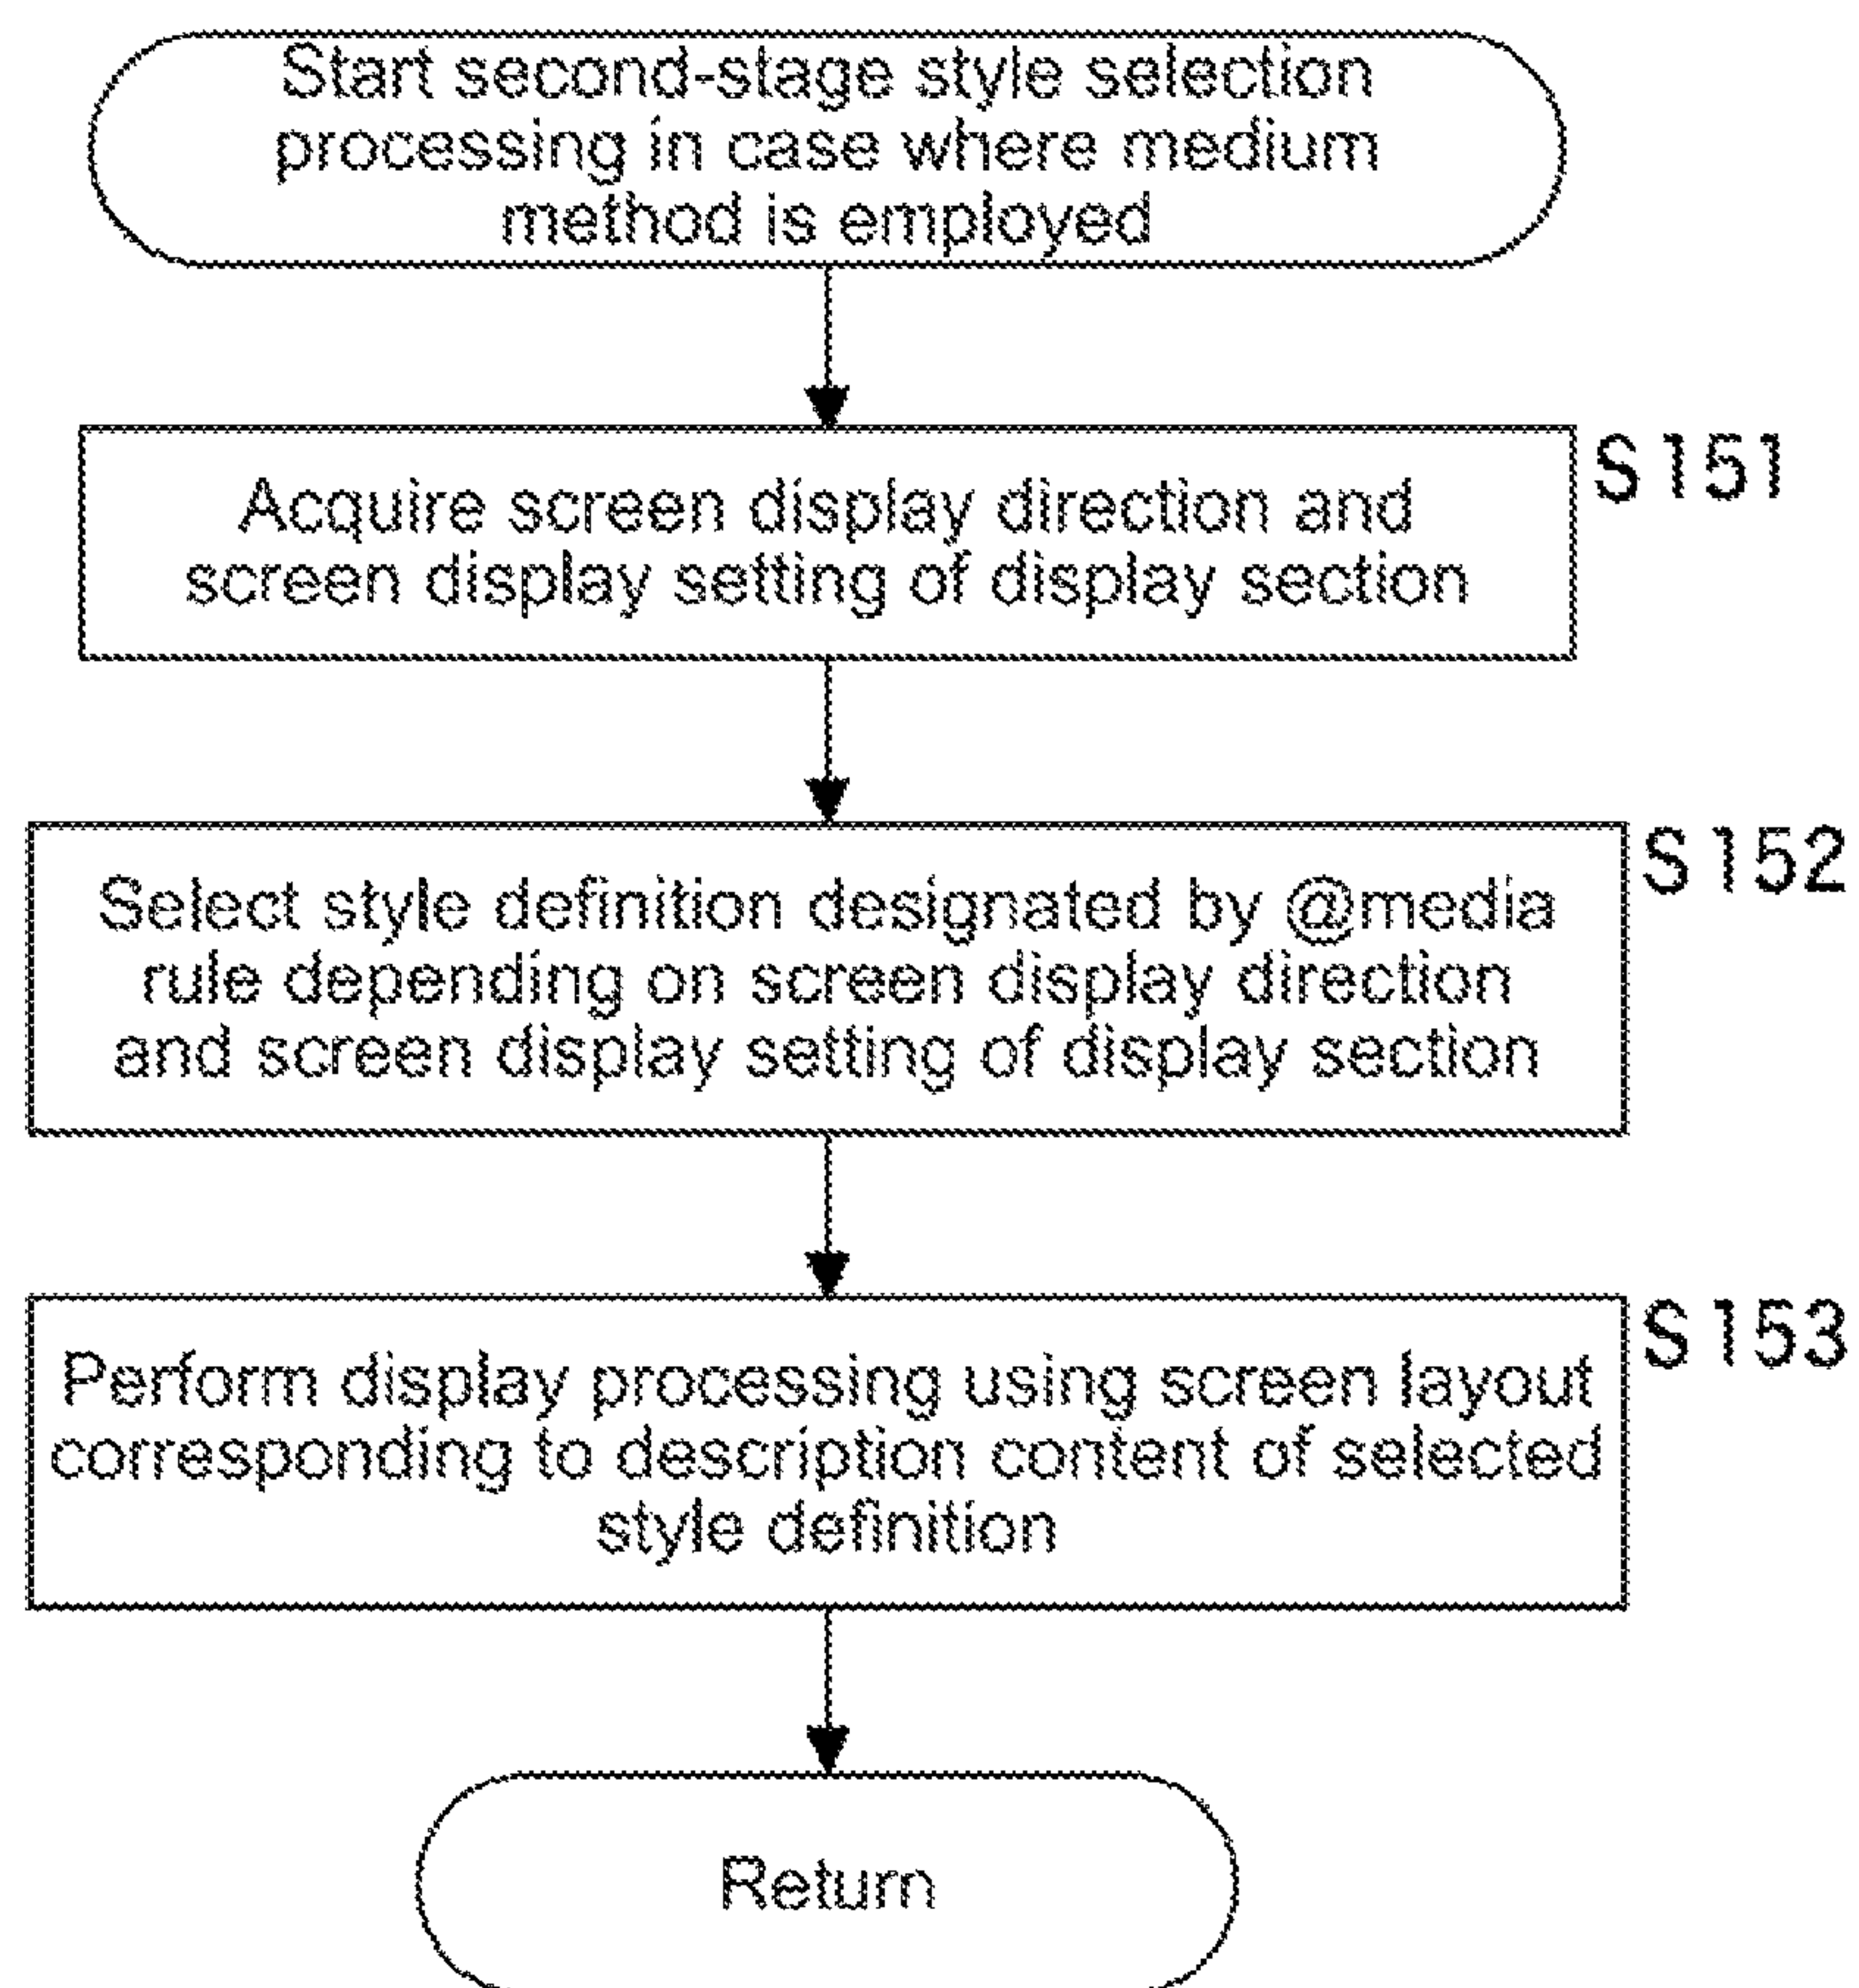 Start second-stage style selection
processing in case where medium
method is employed
S151
Acquire screen display direction and
screen display setting of display section
S152
Select style definition designated by @media
rule depending on screen display direction
and screen display setting of display section
S153
Perform display processing using screen layout
corresponding to description content of selected
style definition
Return